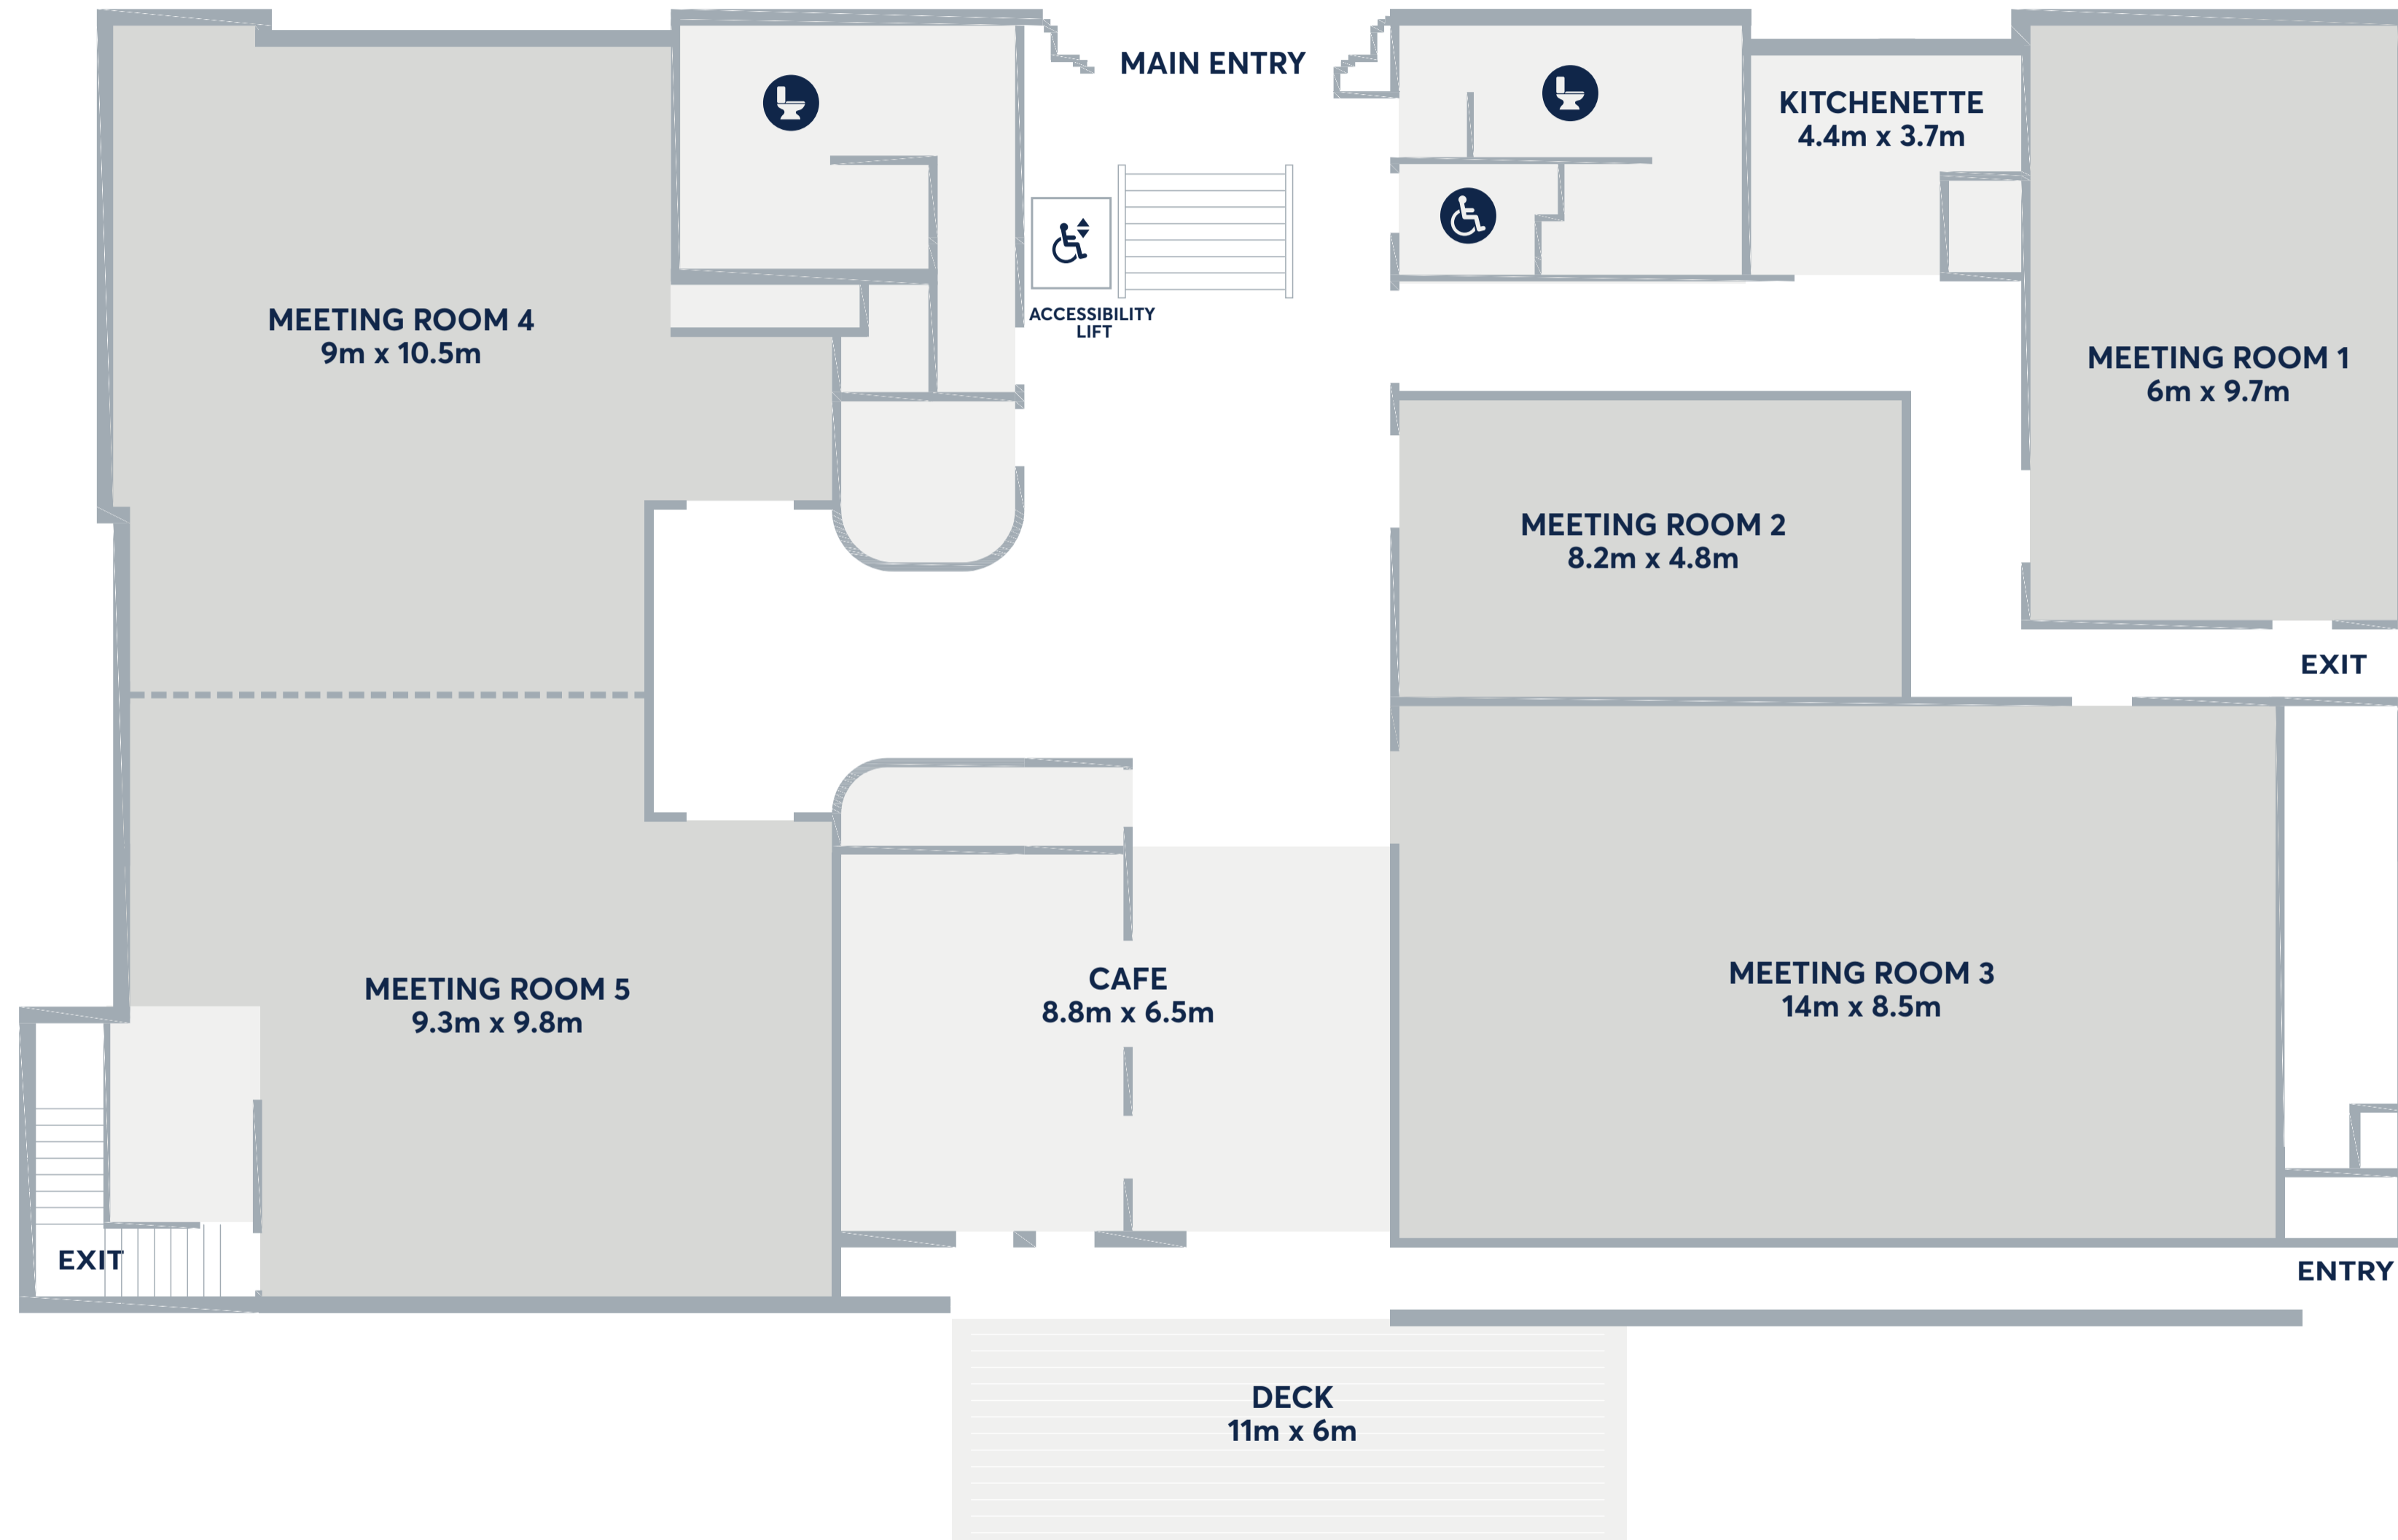 MAIN ENTRY
KITCHENETTE
4.4m x 3.7m
ACCESSIBILITY
LIFT
MEETING ROOM 4
9m x 10.5m
MEETING ROOM 1
6m x 9.7m
MEETING ROOM 2
8.2m x 4.8m
EXIT
MEETING ROOM 5
9.3m x 9.8m
CAFE
8.8m x 6.5m
MEETING ROOM 3
14m x 8.5m
EXIT
ENTRY
DECK
11m x 6m